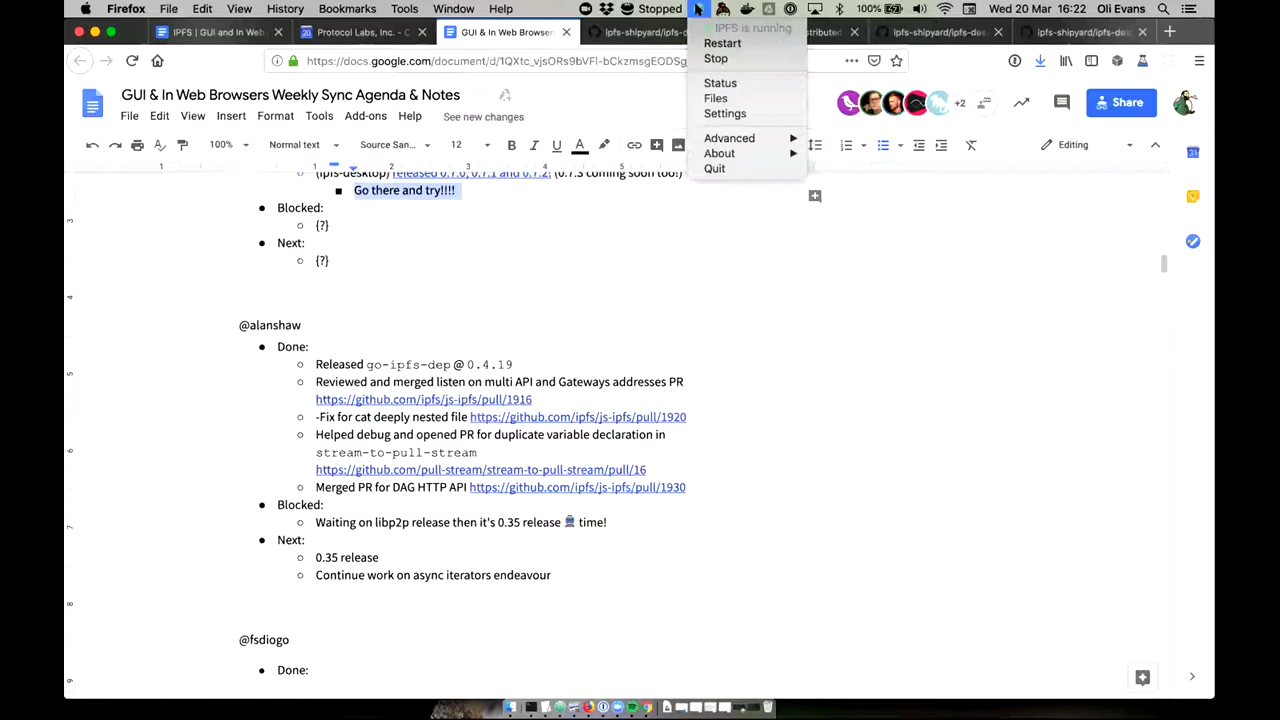 Firefox File Edit View History Bookmarks Tools Window Help Stopped 100% Wed 20 Mar 16:22 Oli Evans
IPFS is running
Restart
Stop
Status
Files
Settings
Advanced
About
Quit
IPFS | GUI and In Web Protocol Labs, Inc. - C GUI & In Web Browsers ipfs-shipyard/ipfs-des distributed ipfs-shipyard/ipfs-des ipfs-shipyard/ipfs-des
https://docs.google.com/document/d/1QXtc_vjsORs9bVFl-bCkzmsgEODSg
GUI & In Web Browsers Weekly Sync Agenda & Notes
+2
Share
File Edit View Insert Format Tools Add-ons Help See new changes
100% Normal text Source San... 12 B I U A Editing
(ipfs-desktop) released 0.7.0, 0.7.1 and 0.7.2! (0.7.3 coming soon too!)
Go there and try!!!!
Blocked:
{?}
Next:
{?}
@alanshaw
Done:
Released go-ipfs-dep @ 0.4.19
Reviewed and merged listen on multi API and Gateways addresses PR
https://github.com/ipfs/js-ipfs/pull/1916
-Fix for cat deeply nested file https://github.com/ipfs/js-ipfs/pull/1920
Helped debug and opened PR for duplicate variable declaration in
stream-to-pull-stream
https://github.com/pull-stream/stream-to-pull-stream/pull/16
Merged PR for DAG HTTP API https://github.com/ipfs/js-ipfs/pull/1930
Blocked:
Waiting on libp2p release then it's 0.35 release time!
Next:
0.35 release
Continue work on async iterators endeavour
@fsdiogo
Done: